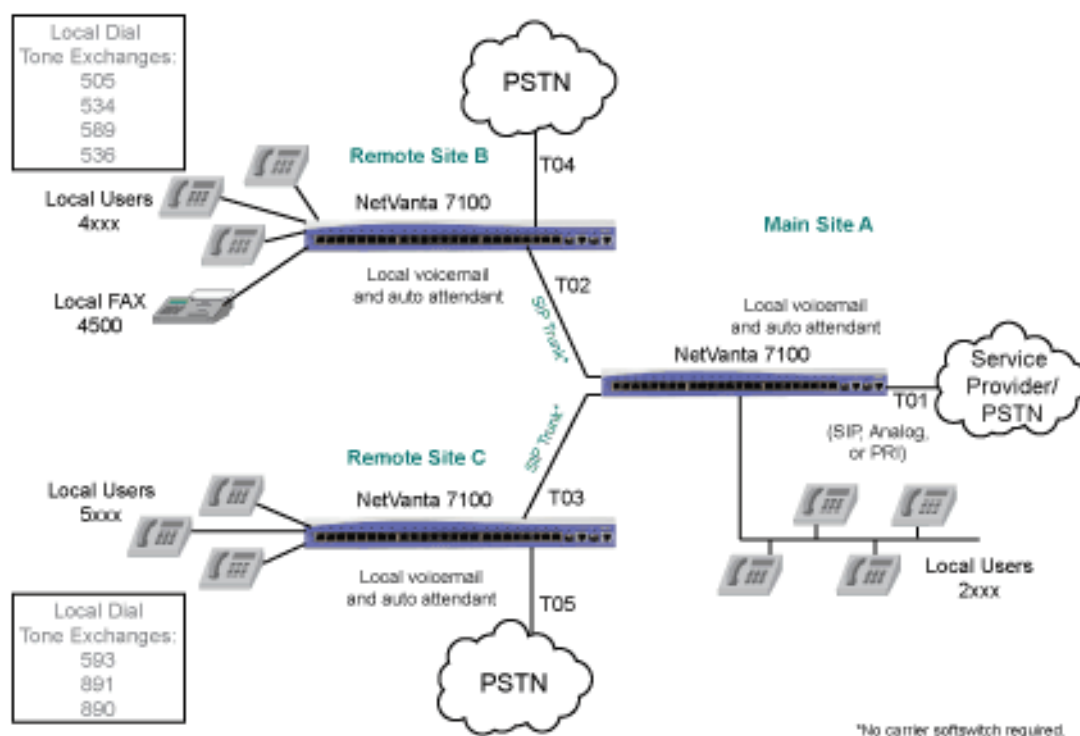 Local Dial
Tone Exchanges:
505
534
589
536
PSTN
T04
Remote Site B
NetVanta 7100
Local Users
4xxx
Local FAX
4500
Local voicemail
and auto attendant
T02
SIP Trunk*
Main Site A
Local voicemail
and auto attendant
NetVanta 7100
Service
Provider/
PSTN
T01
(SIP, Analog,
or PRI)
Local Users
2xxx
SIP Trunk*
Remote Site C
NetVanta 7100
T03
Local Users
5xxx
Local voicemail
and auto attendant
T05
PSTN
Local Dial
Tone Exchanges:
593
891
890
*No carrier softswitch required.